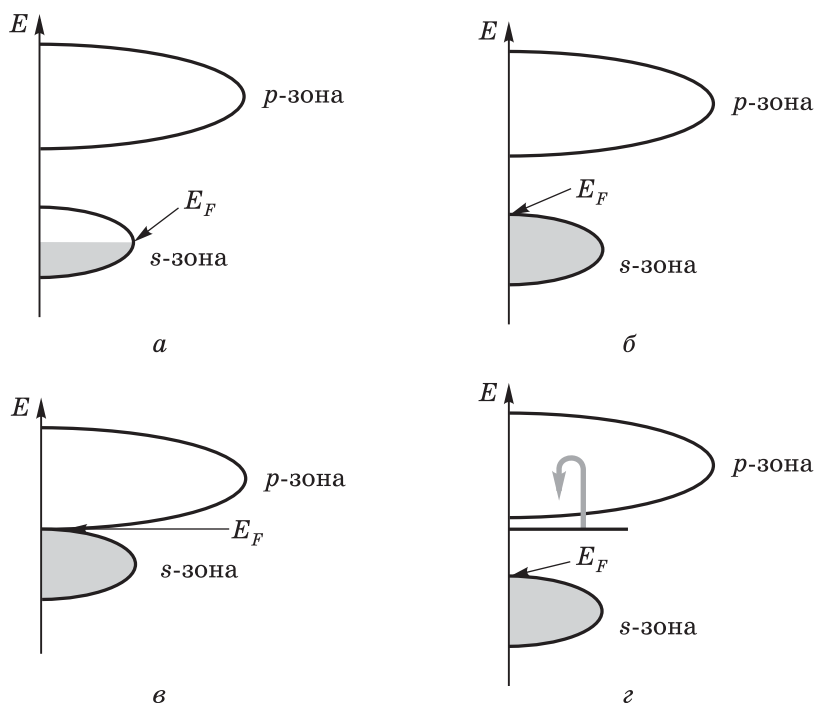 E
p-зона
E_F
s-зона
а
E
p-зона
E_F
s-зона
б
E
p-зона
E_F
s-зона
в
E
p-зона
E_F
s-зона
г